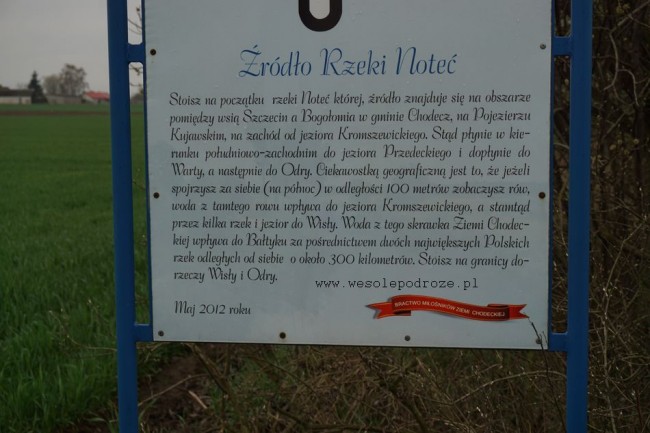 Źródło Rzeki Noteć
Stoisz na początku rzeki Noteć której, źródło znajduje się na obszarze
pomiędzy wsią Szczecin a Bogołomia w gminie Chodecz, na Pojezierzu
Kujawskim, na zachód od jeziora Kromszewickiego. Stąd płynie w kie-
runku południowo-zachodnim do jeziora Przedeckiego i dopłynie do
Warty, a następnie do Odry. Ciekawostką geograficzną jest to, że jeżeli
spojrzysz za siebie (na północ) w odległości 100 metrów zobaczysz rów,
woda z tamtego rowu wpływa do jeziora Kromszewickiego, a stamtąd
przez kilka rzek i jezior do Wisły. Woda z tego skrawka Ziemi Chodec-
kiej wpływa do Bałtyku za pośrednictwem dwóch największych Polskich
rzek odległych od siebie o około 300 kilometrów. Stoisz na granicy do-
rzeczy Wisły i Odry.
www.wesolepodroze.pl
Maj 2012 roku
BRACTWO MIŁOŚNIKÓW ZIEMI CHODECKIEJ